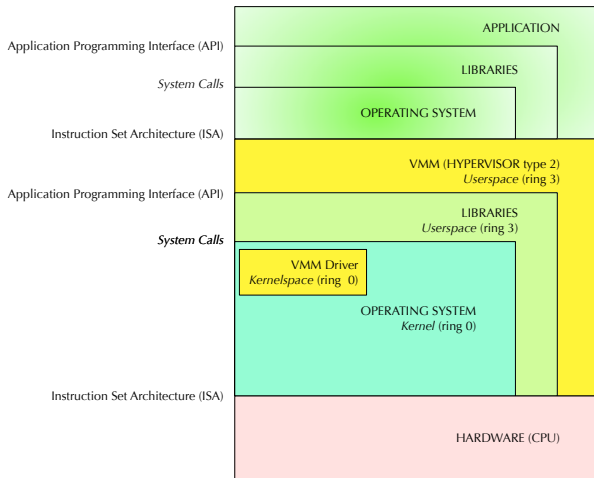 APPLICATION
Application Programming Interface (API)
LIBRARIES
System Calls
OPERATING SYSTEM
Instruction Set Architecture (ISA)
VMM (HYPERVISOR type 2)
Userspace (ring 3)
Application Programming Interface (API)
LIBRARIES
Userspace (ring 3)
System Calls
VMM Driver
Kernelspace (ring 0)
OPERATING SYSTEM
Kernel (ring 0)
Instruction Set Architecture (ISA)
HARDWARE (CPU)